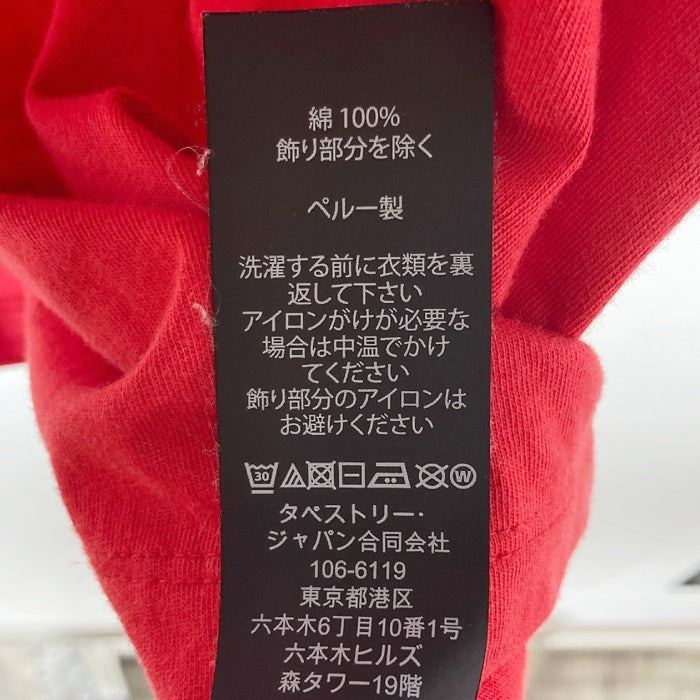 綿 100%
飾り部分を除く
ペルー製
洗濯する前に衣類を裏
返して下さい
アイロンがけが必要な
場合は中温でかけ
てください
飾り部分のアイロンは
お避けください
30 W
タペストリー・
ジャパン合同会社
106-6119
東京都港区
六本木6丁目10番1号
六本木ヒルズ
森タワー19階